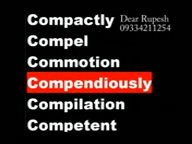 Compactly
Dear Rupesh
09334211254
Compel
Commotion
Compendiously
Compilation
Competent